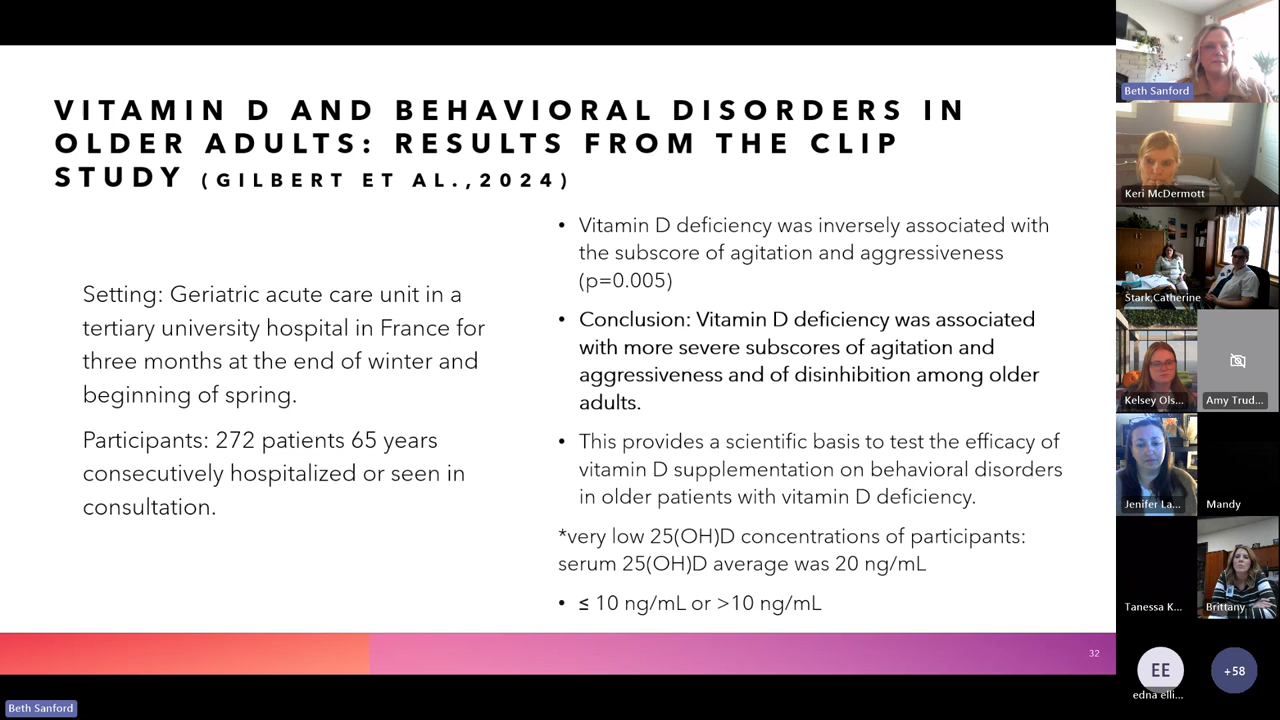 VITAMIN D AND BEHAVIORAL DISORDERS IN
OLDER ADULTS: RESULTS FROM THE CLIP
STUDY (GILBERT ET AL.,2024)
Setting: Geriatric acute care unit in a
tertiary university hospital in France for
three months at the end of winter and
beginning of spring.
Participants: 272 patients 65 years
consecutively hospitalized or seen in
consultation.
• Vitamin D deficiency was inversely associated with
the subscore of agitation and aggressiveness
(p=0.005)
• Conclusion: Vitamin D deficiency was associated
with more severe subscores of agitation and
aggressiveness and of disinhibition among older
adults.
• This provides a scientific basis to test the efficacy of
vitamin D supplementation on behavioral disorders
in older patients with vitamin D deficiency.
*very low 25(OH)D concentrations of participants:
serum 25(OH)D average was 20 ng/mL
• ≤ 10 ng/mL or >10 ng/mL
32
Beth Sanford
Beth Sanford
Keri McDermott
Stark,Catherine
Kelsey Ols...
Amy Trud...
Jenifer La...
Mandy
Tanessa K...
Brittany
EE
edna elli...
+58